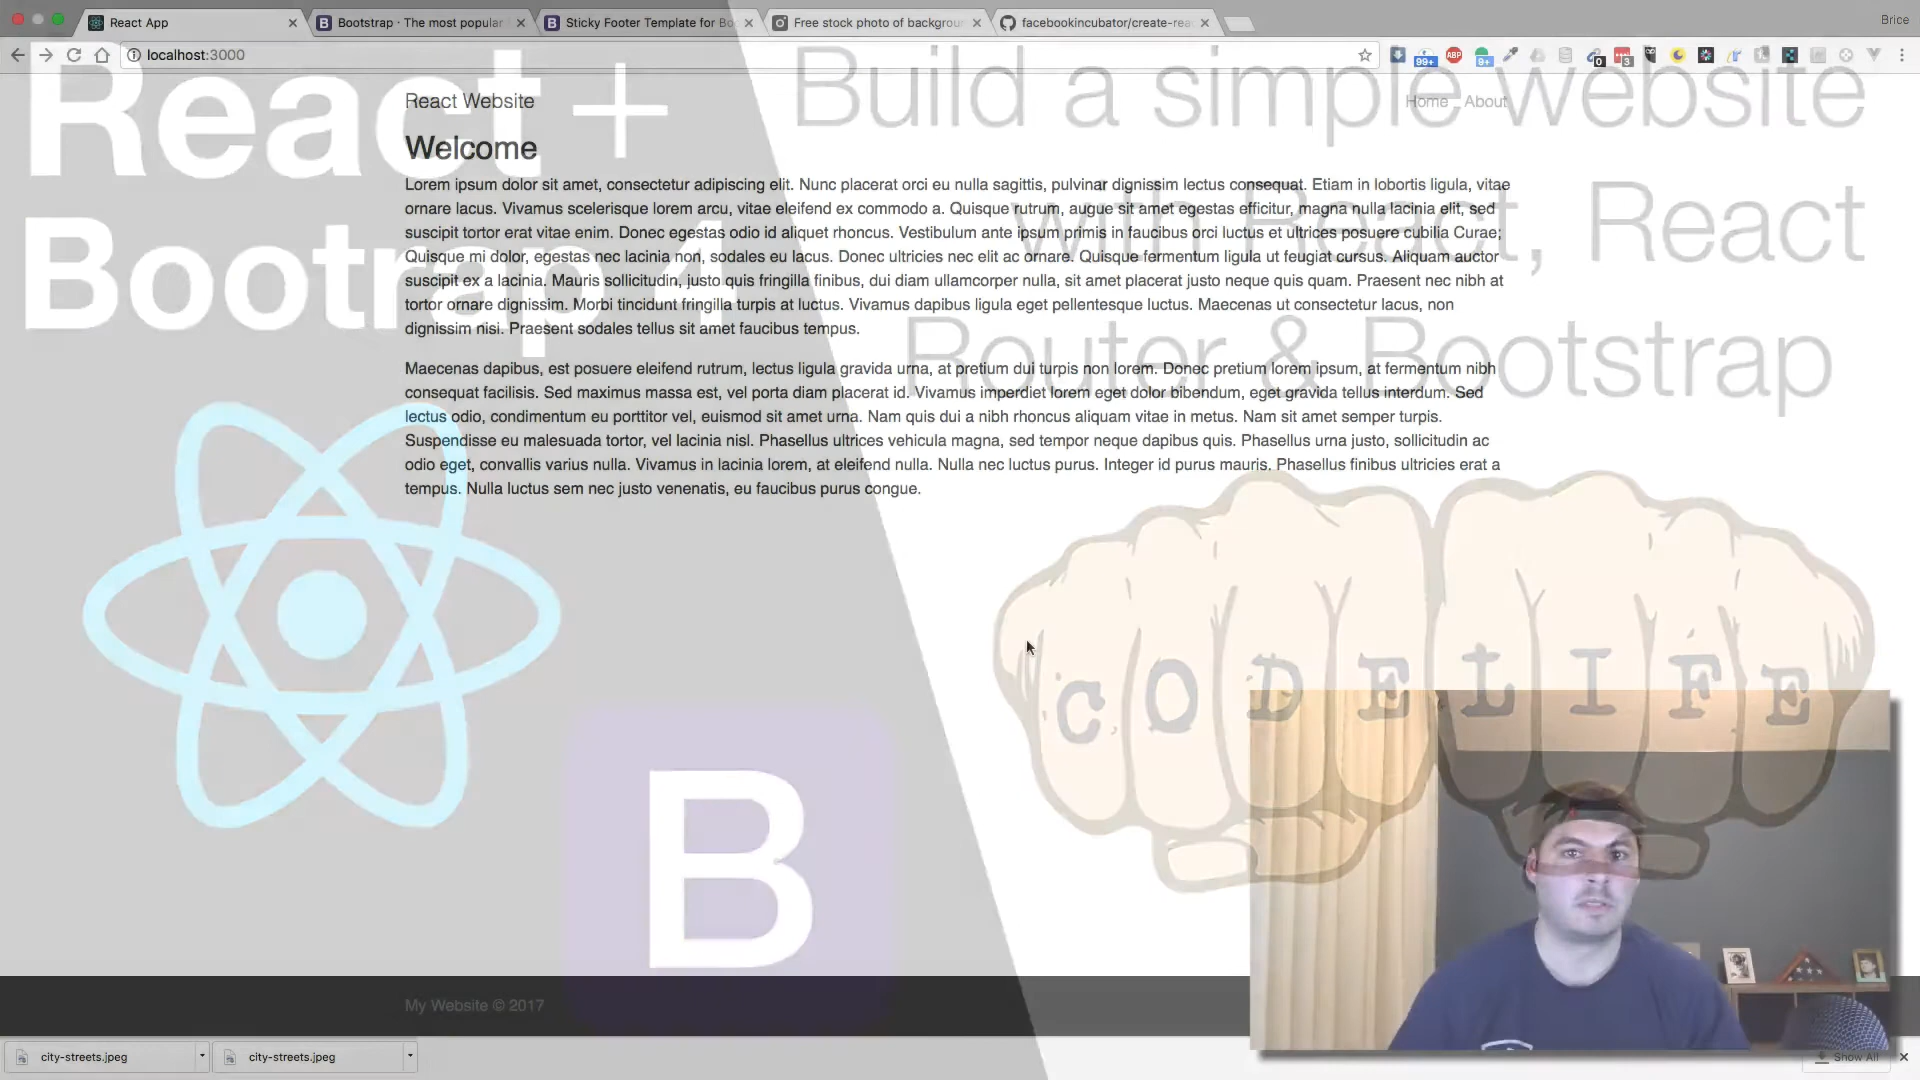 React App
Bootstrap · The most popular
Sticky Footer Template for Bo
Free stock photo of backgroun
facebookincubator/create-rea
Brice
localhost:3000
ABP
99+
9+
0
3
React +
Bootrap 4
Build a simple website
with React, React
Router & Bootstrap
React Website
Home
About
Welcome
Lorem ipsum dolor sit amet, consectetur adipiscing elit. Nunc placerat orci eu nulla sagittis, pulvinar dignissim lectus consequat. Etiam in lobortis ligula, vitae
ornare lacus. Vivamus scelerisque lorem arcu, vitae eleifend ex commodo a. Quisque rutrum, augue sit amet egestas efficitur, magna nulla lacinia elit, sed
suscipit tortor erat vitae enim. Donec egestas odio id aliquet rhoncus. Vestibulum ante ipsum primis in faucibus orci luctus et ultrices posuere cubilia Curae;
Quisque mi dolor, egestas nec lacinia non, sodales eu lacus. Donec ultricies nec elit ac ornare. Quisque fermentum ligula ut feugiat cursus. Aliquam auctor
suscipit ex a lacinia. Mauris sollicitudin, justo quis fringilla finibus, dui diam ullamcorper nulla, sit amet placerat justo neque quis quam. Praesent nec nibh at
tortor ornare dignissim. Morbi tincidunt fringilla turpis at luctus. Vivamus dapibus ligula eget pellentesque luctus. Maecenas ut consectetur lacus, non
dignissim nisi. Praesent sodales tellus sit amet faucibus tempus.
Maecenas dapibus, est posuere eleifend rutrum, lectus ligula gravida urna, at pretium dui turpis non lorem. Donec pretium lorem ipsum, at fermentum nibh
consequat facilisis. Sed maximus massa est, vel porta diam placerat id. Vivamus imperdiet lorem eget dolor bibendum, eget gravida tellus interdum. Sed
lectus odio, condimentum eu porttitor vel, euismod sit amet urna. Nam quis dui a nibh rhoncus aliquam vitae in metus. Nam sit amet semper turpis.
Suspendisse eu malesuada tortor, vel lacinia nisl. Phasellus ultrices vehicula magna, sed tempor neque dapibus quis. Phasellus urna justo, sollicitudin ac
odio eget, convallis varius nulla. Vivamus in lacinia lorem, at eleifend nulla. Nulla nec luctus purus. Integer id purus mauris. Phasellus finibus ultricies erat a
tempus. Nulla luctus sem nec justo venenatis, eu faucibus purus congue.
CODELIFE
B
My Website © 2017
city-streets.jpeg
city-streets.jpeg
Show All